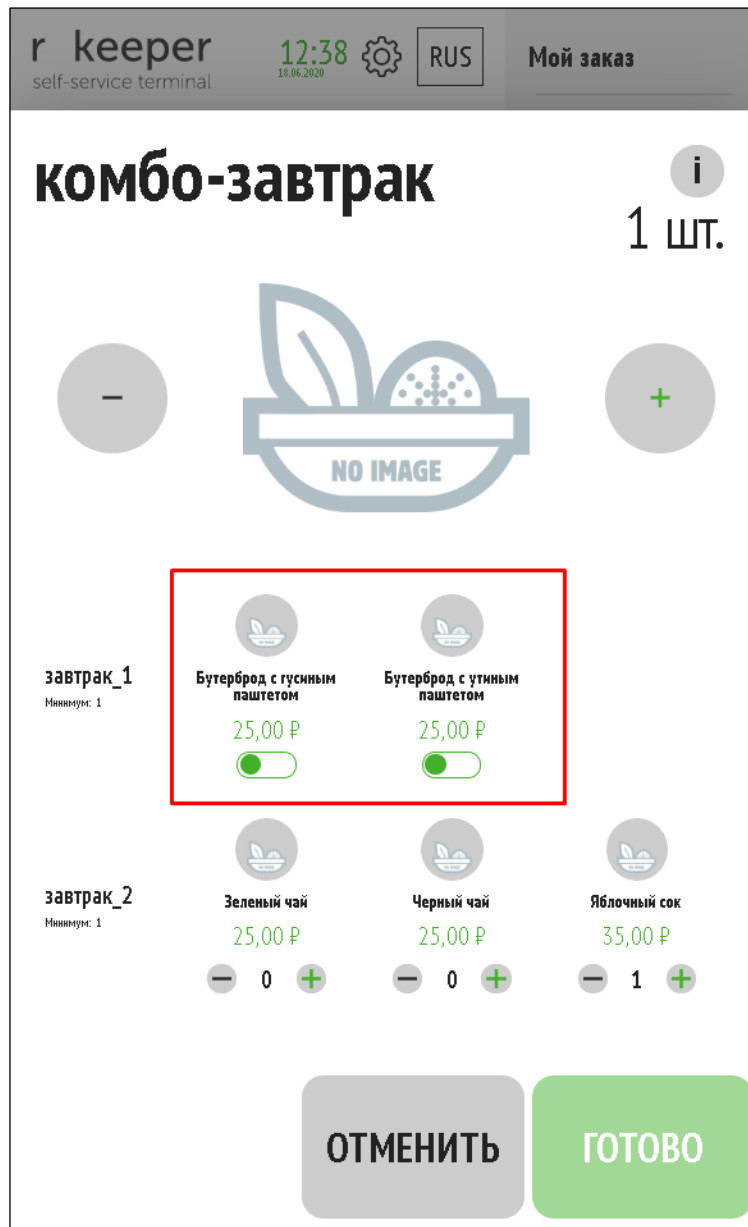 r keeper
self-service terminal
12:38
18.06.2020
RUS
Мой заказ
комбо-завтрак
i
1 шт.
−
+
NO IMAGE
завтрак_1
Минимум: 1
Бутерброд с гусиным
паштетом
25,00 ₽
Бутерброд с утиным
паштетом
25,00 ₽
завтрак_2
Минимум: 1
Зеленый чай
25,00 ₽
− 0 +
Черный чай
25,00 ₽
− 0 +
Яблочный сок
35,00 ₽
− 1 +
ОТМЕНИТЬ
ГОТОВО